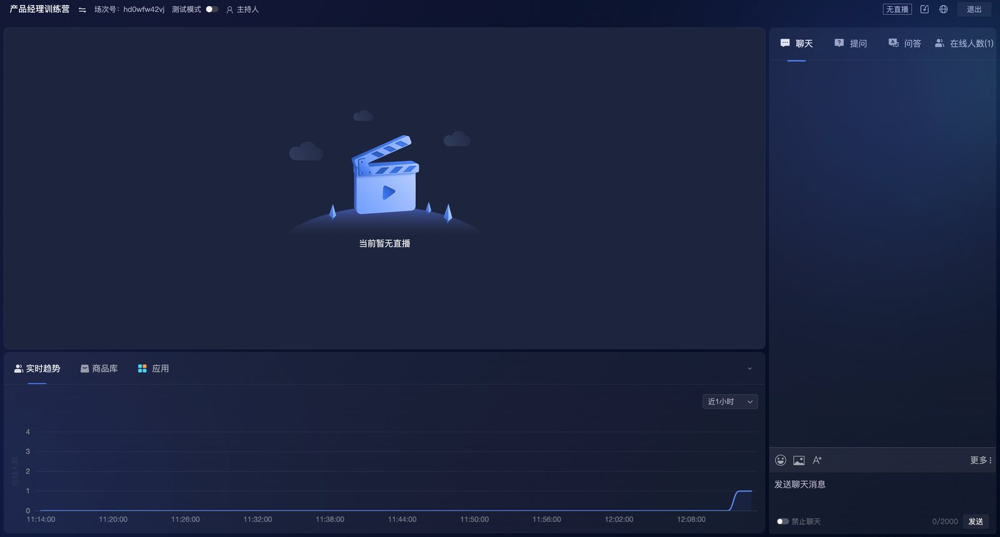 产品经理训练营 场次号：hd0wfw42vj 测试模式 主持人 无直播 退出
当前暂无直播
聊天 提问 问答 在线人数(1)
实时趋势 商品库 应用
近1小时
4
3
2
1
0
在线人数
11:14:00 11:20:00 11:26:00 11:32:00 11:38:00 11:44:00 11:50:00 11:56:00 12:02:00 12:08:00
A+ 更多
发送聊天消息
禁止聊天 0/2000 发送